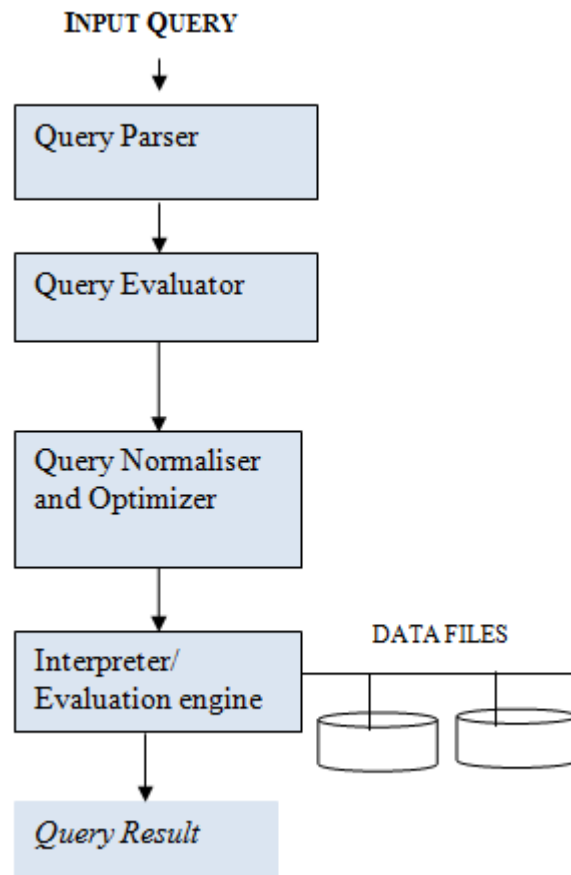 INPUT QUERY
Query Parser
Query Evaluator
Query Normaliser
and Optimizer
DATA FILES
Interpreter/
Evaluation engine
Query Result